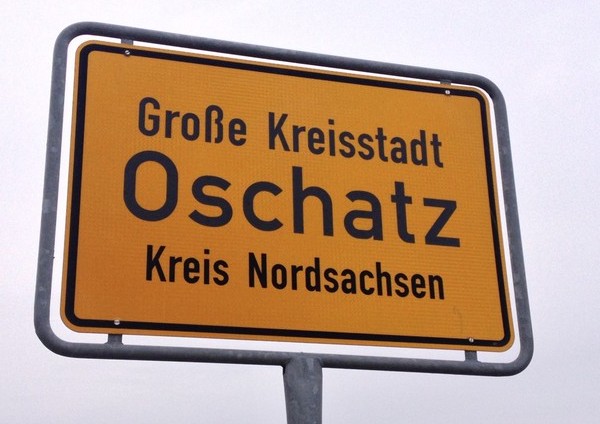 Große Kreisstadt
Oschatz
Kreis Nordsachsen